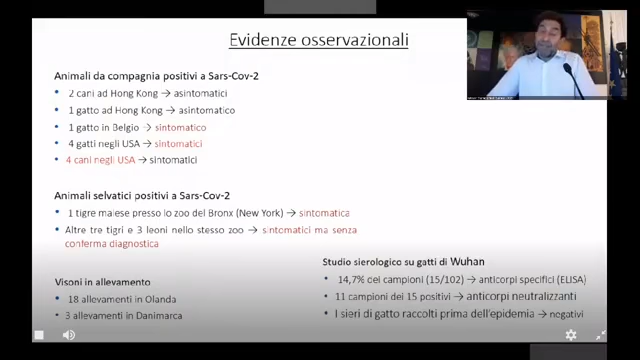 Evidenze osservazionali
Animali da compagnia positivi a Sars-Cov-2
• 2 cani ad Hong Kong → asintomatici
• 1 gatto ad Hong Kong → asintomatico
• 1 gatto in Belgio → sintomatico
• 4 gatti negli USA → sintomatici
• 4 cani negli USA → sintomatici
Animali selvatici positivi a Sars-Cov-2
• 1 tigre malese presso lo zoo del Bronx (New York) → sintomatica
• Altre tre tigri e 3 leoni nello stesso zoo → sintomatici ma senza
conferma diagnostica
Visoni in allevamento
• 18 allevamenti in Olanda
• 3 allevamenti in Danimarca
Studio sierologico su gatti di Wuhan
• 14,7% dei campioni (15/102) → anticorpi specifici (ELISA)
• 11 campioni dei 15 positivi → anticorpi neutralizzanti
• I sieri di gatto raccolti prima dell'epidemia → negativi